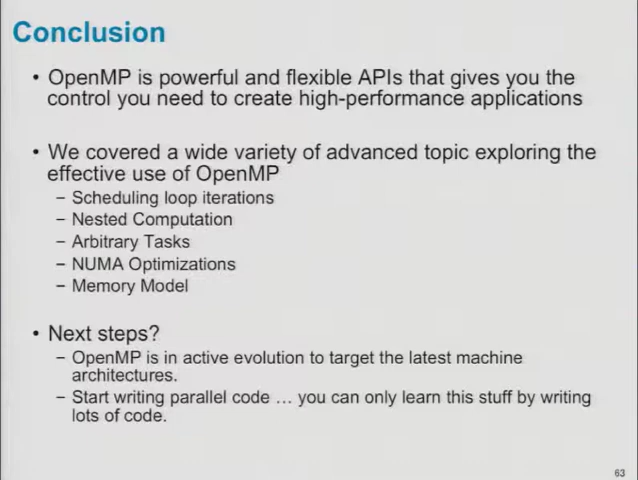 Conclusion
• OpenMP is powerful and flexible APIs that gives you the
control you need to create high-performance applications
• We covered a wide variety of advanced topic exploring the
effective use of OpenMP
– Scheduling loop iterations
– Nested Computation
– Arbitrary Tasks
– NUMA Optimizations
– Memory Model
• Next steps?
– OpenMP is in active evolution to target the latest machine
architectures.
– Start writing parallel code … you can only learn this stuff by writing
lots of code.
63